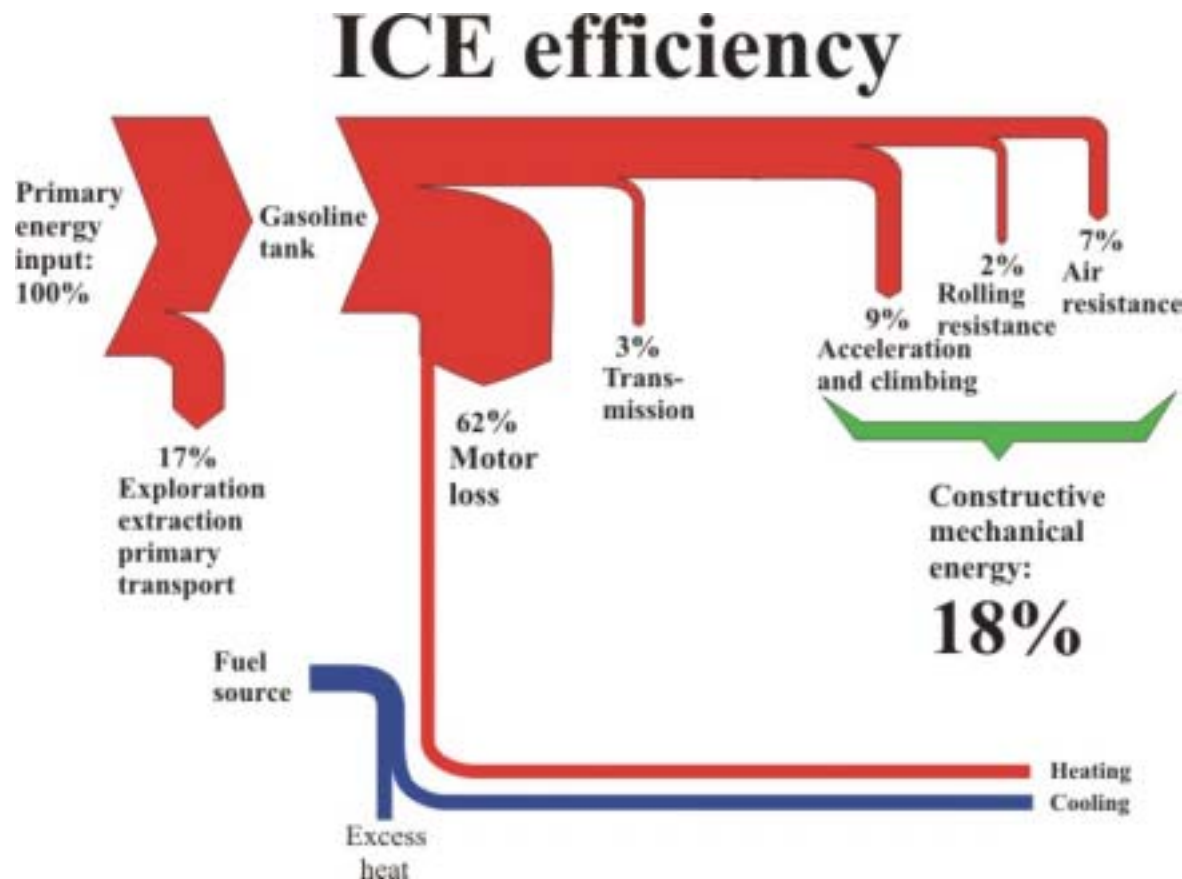 ICE efficiency
Primary
energy
input:
100%
Gasoline
tank
17%
Exploration
extraction
primary
transport
62%
Motor
loss
3%
Trans-
mission
9%
Acceleration
and climbing
2%
Rolling
resistance
7%
Air
resistance
Constructive
mechanical
energy:
18%
Fuel
source
Heating
Cooling
Excess
heat